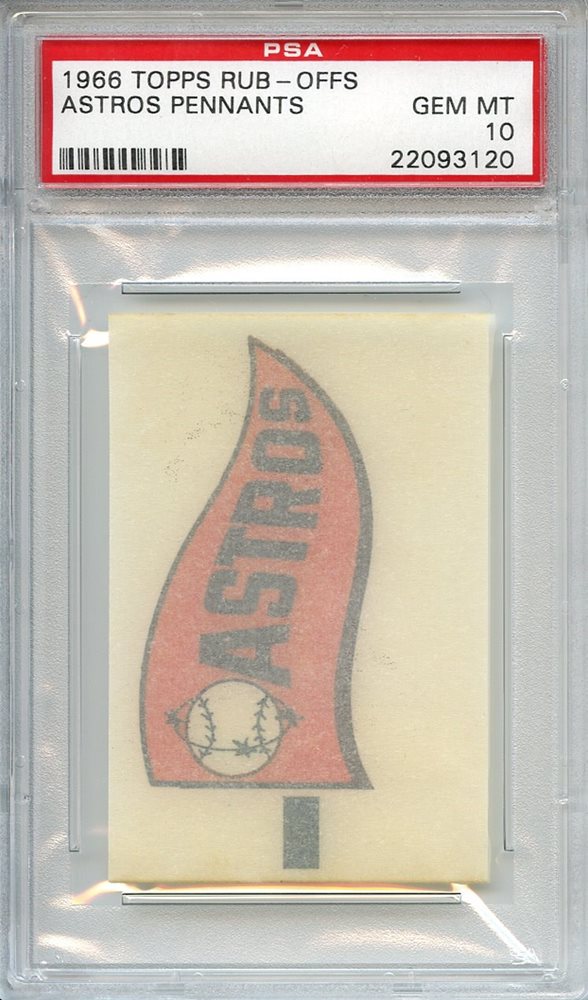 PSA
1966 TOPPS RUB-OFFS
ASTROS PENNANTS
GEM MT
10
22093120
ASTROS